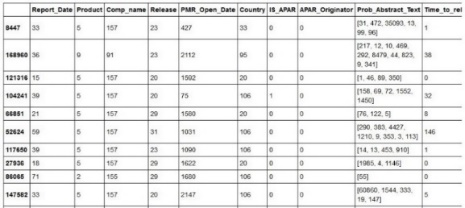 Report_Date Product Comp_name Release PMR_Open_Date Country IS_APAR APAR_Originator Prob_Abstract_Text Time_to_rel
8447 33 5 157 23 427 33 0 0 [31, 472, 35093, 13, 99, 96] 1
168960 36 9 91 23 2112 95 0 0 [217, 12, 10, 469, 292, 8479, 44, 823, 9, 341] 38
121316 15 5 157 20 1592 20 0 0 [1, 46, 89, 350] 0
104241 39 5 157 20 75 106 1 0 [158, 69, 72, 1552, 1450] 32
66851 21 5 157 29 1580 20 0 0 [76, 122, 5] 8
52624 59 5 157 31 1031 106 0 0 [290, 383, 4427, 1210, 9, 353, 3, 113] 146
117650 39 5 157 23 1090 106 0 0 [14, 13, 453, 910] 1
27936 18 5 157 29 1622 20 0 0 [1985, 4, 1146] 0
86065 71 2 155 29 1680 106 0 0 [55] 0
147582 33 5 157 20 2147 106 0 0 [60860, 1544, 333, 19, 147] 5